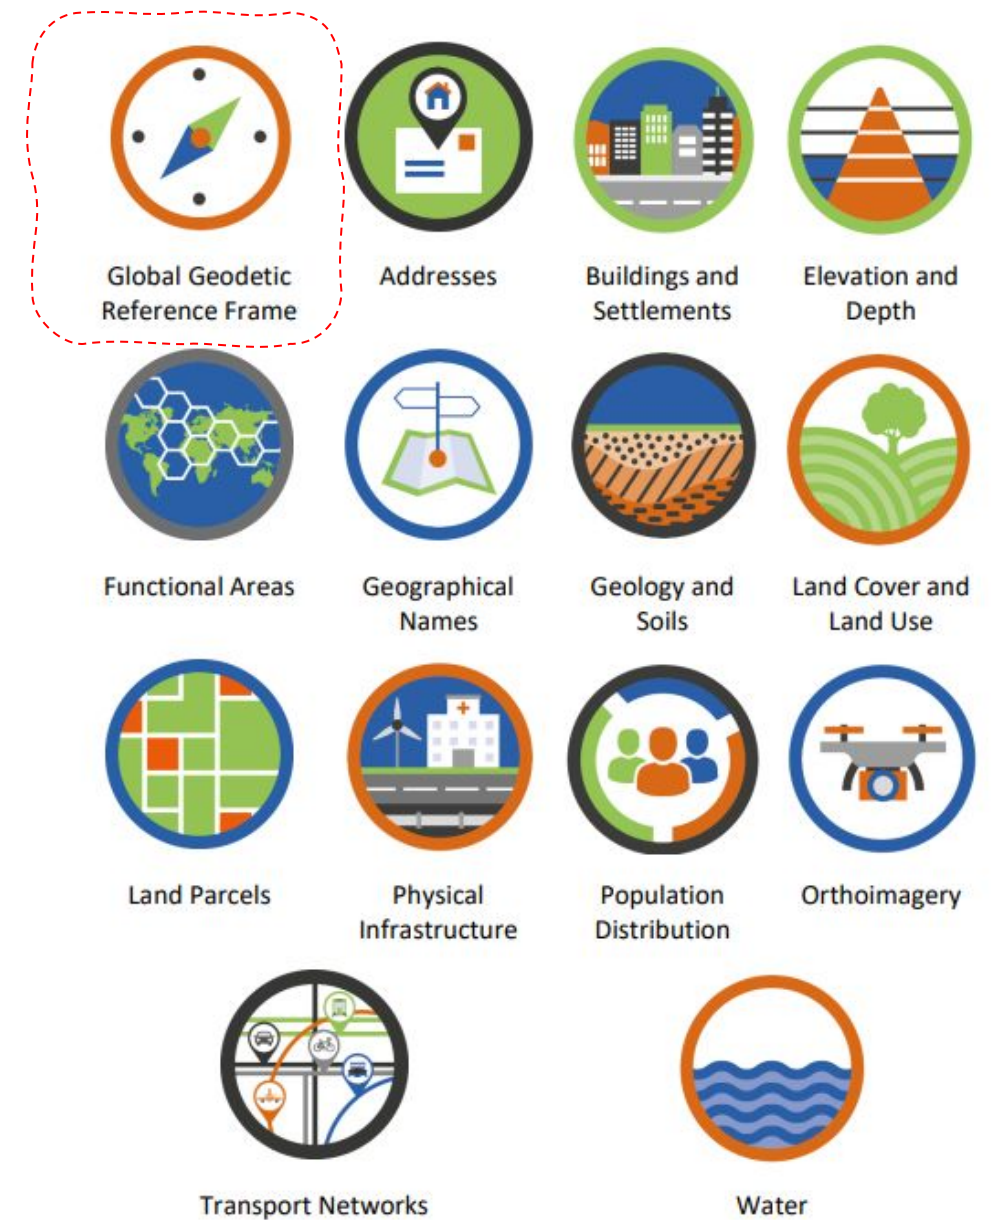 Global Geodetic
Reference Frame
Addresses
Buildings and
Settlements
Elevation and
Depth
Functional Areas
Geographical
Names
Geology and
Soils
Land Cover and
Land Use
Land Parcels
Physical
Infrastructure
Population
Distribution
Orthoimagery
Transport Networks
Water